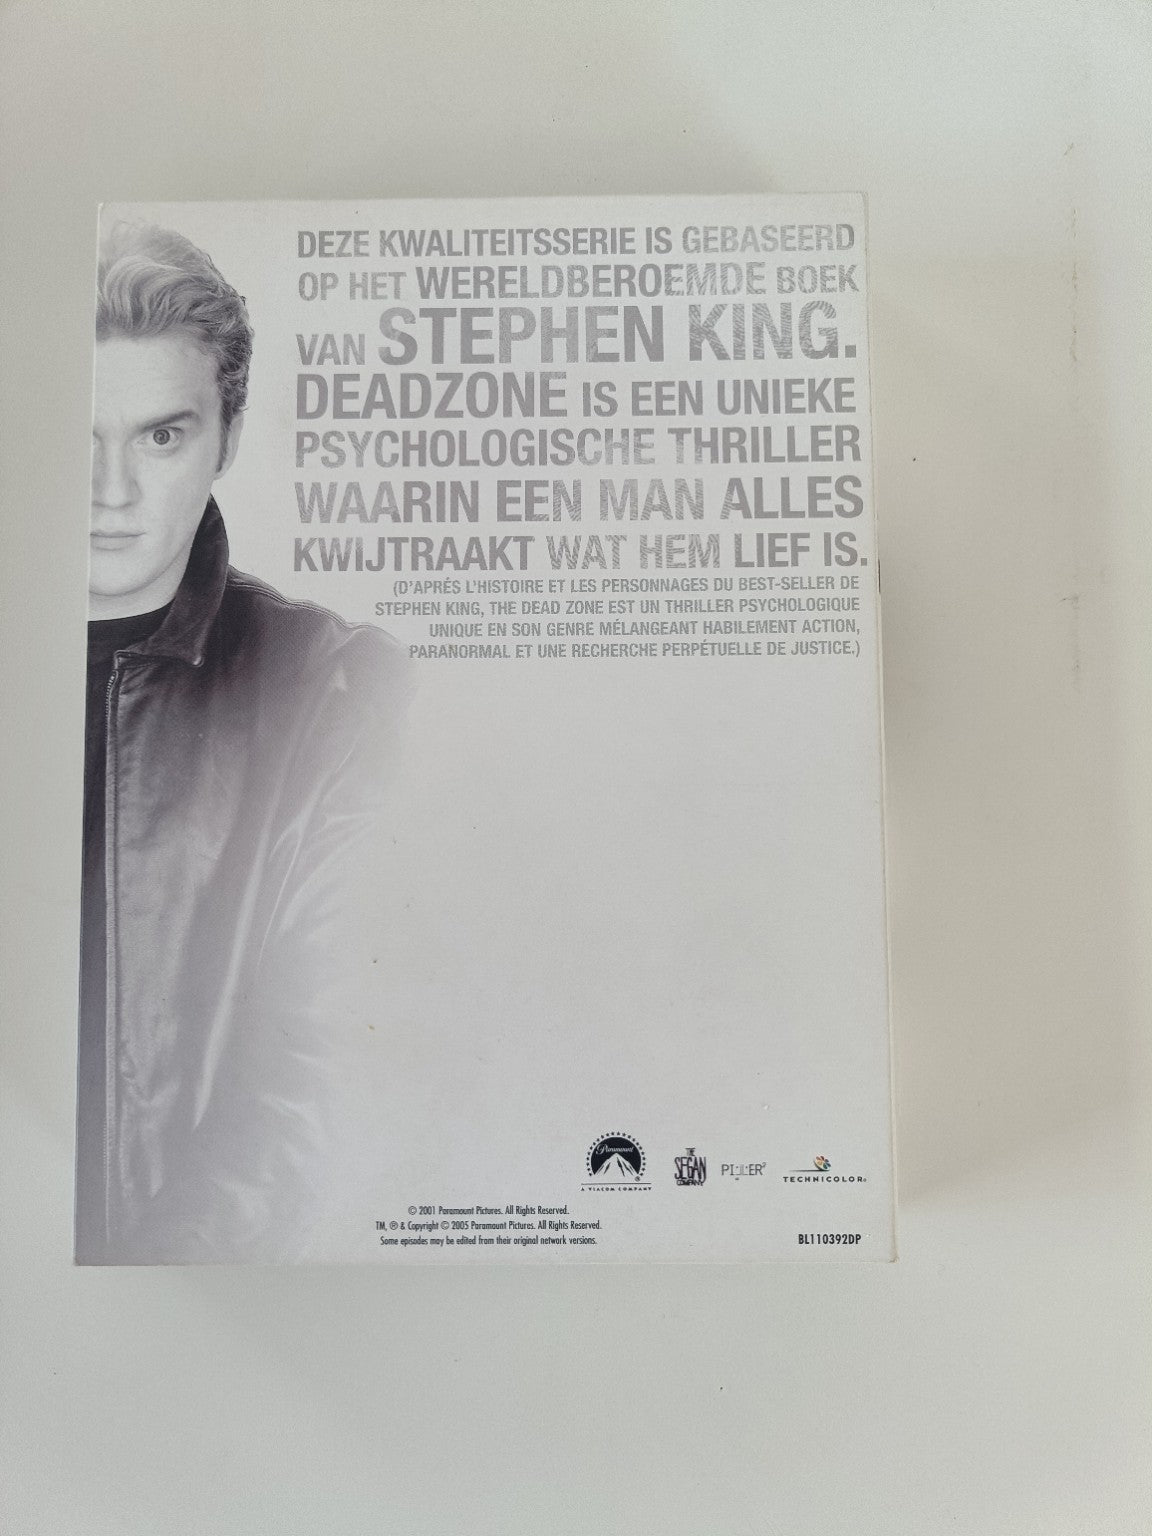 DEZE KWALITEITSSERIE IS GEBASEERD
OP HET WERELDBEROEMDE BOEK
VAN STEPHEN KING.
DEADZONE IS EEN UNIEKE
PSYCHOLOGISCHE THRILLER
WAARIN EEN MAN ALLES
KWIJTRAAKT WAT HEM LIEF IS.
(D'APRÉS L'HISTOIRE ET LES PERSONNAGES DU BEST-SELLER DE
STEPHEN KING, THE DEAD ZONE EST UN THRILLER PSYCHOLOGIQUE
UNIQUE EN SON GENRE MÉLANGEANT HABILEMENT ACTION,
PARANORMAL ET UNE RECHERCHE PERPÉTUELLE DE JUSTICE.)
Paramount
A VIACOM COMPANY
THE
SEGAN
COMPANY
PILLER²
TECHNICOLOR®
© 2001 Paramount Pictures. All Rights Reserved.
TM, ® & Copyright © 2005 Paramount Pictures. All Rights Reserved.
Some episodes may be edited from their original network versions.
BL110392DP